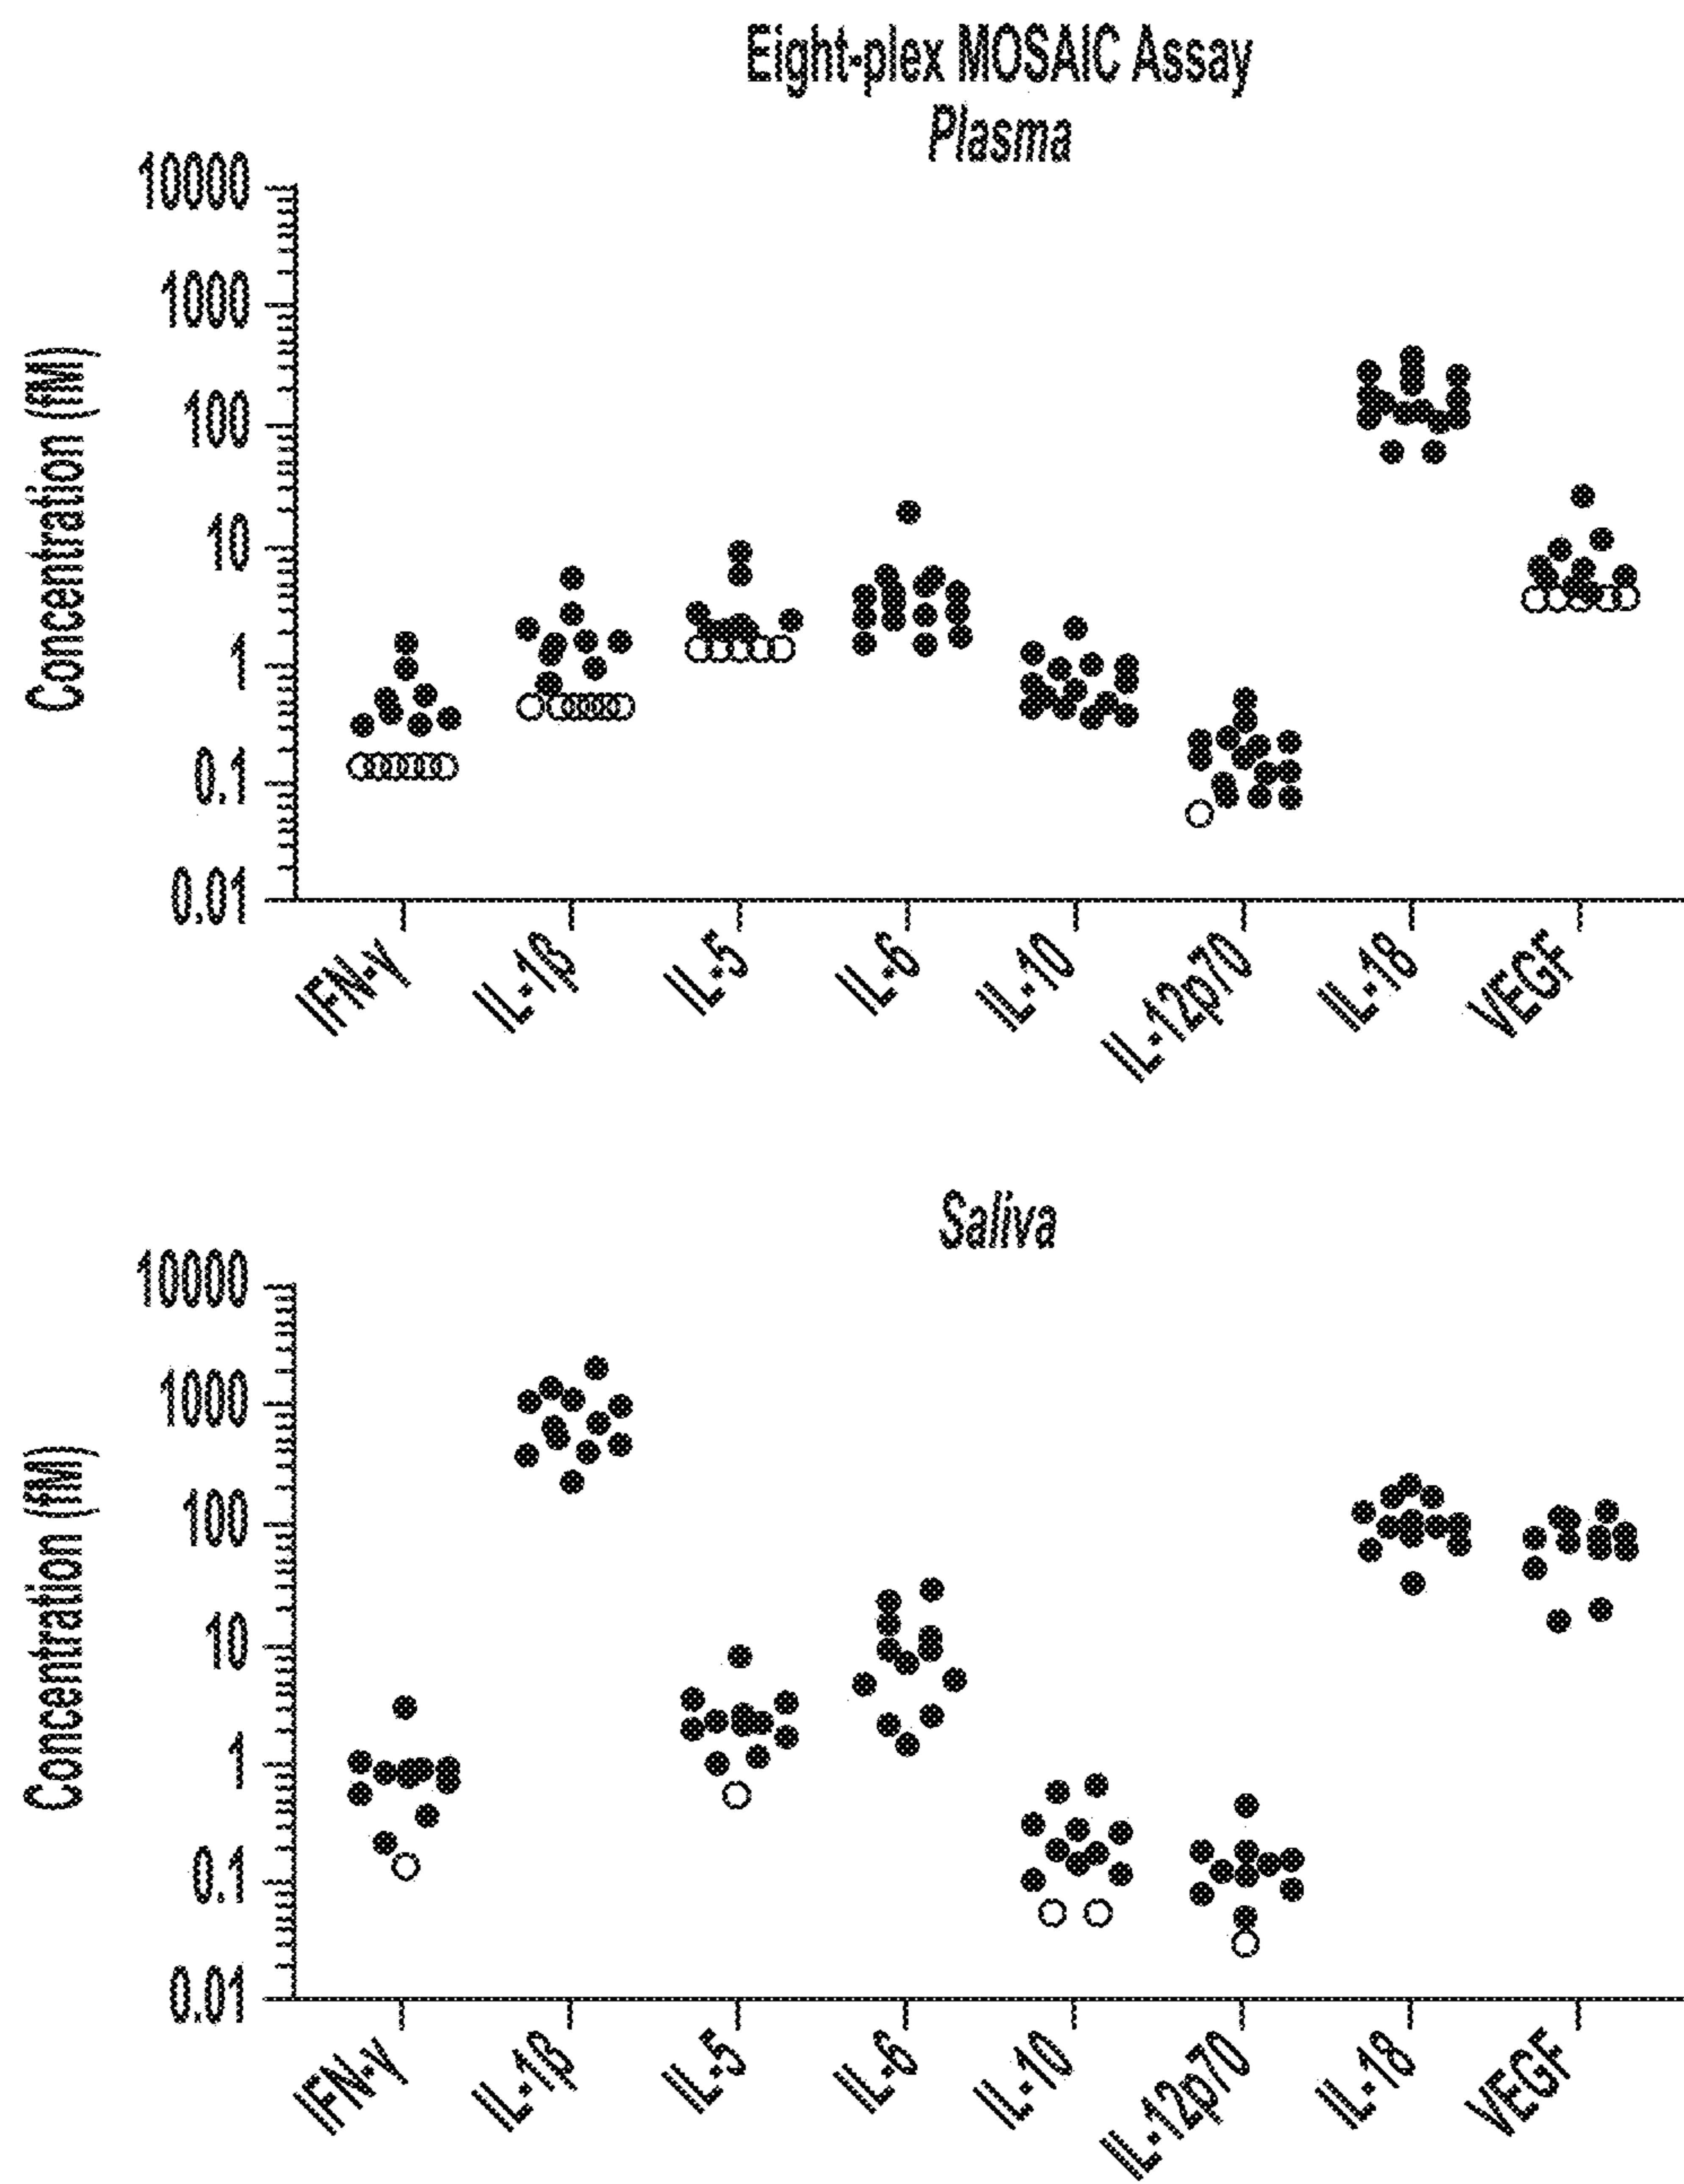 Eight-plex MOSAIC Assay
Plasma
Concentration (fM)
10000
1000
100
10
1
0.1
0.01
IFN-γ
IL-1β
IL-5
IL-6
IL-10
IL-12p70
IL-18
VEGF
Saliva
Concentration (fM)
10000
1000
100
10
1
0.1
0.01
IFN-γ
IL-1β
IL-5
IL-6
IL-10
IL-12p70
IL-18
VEGF